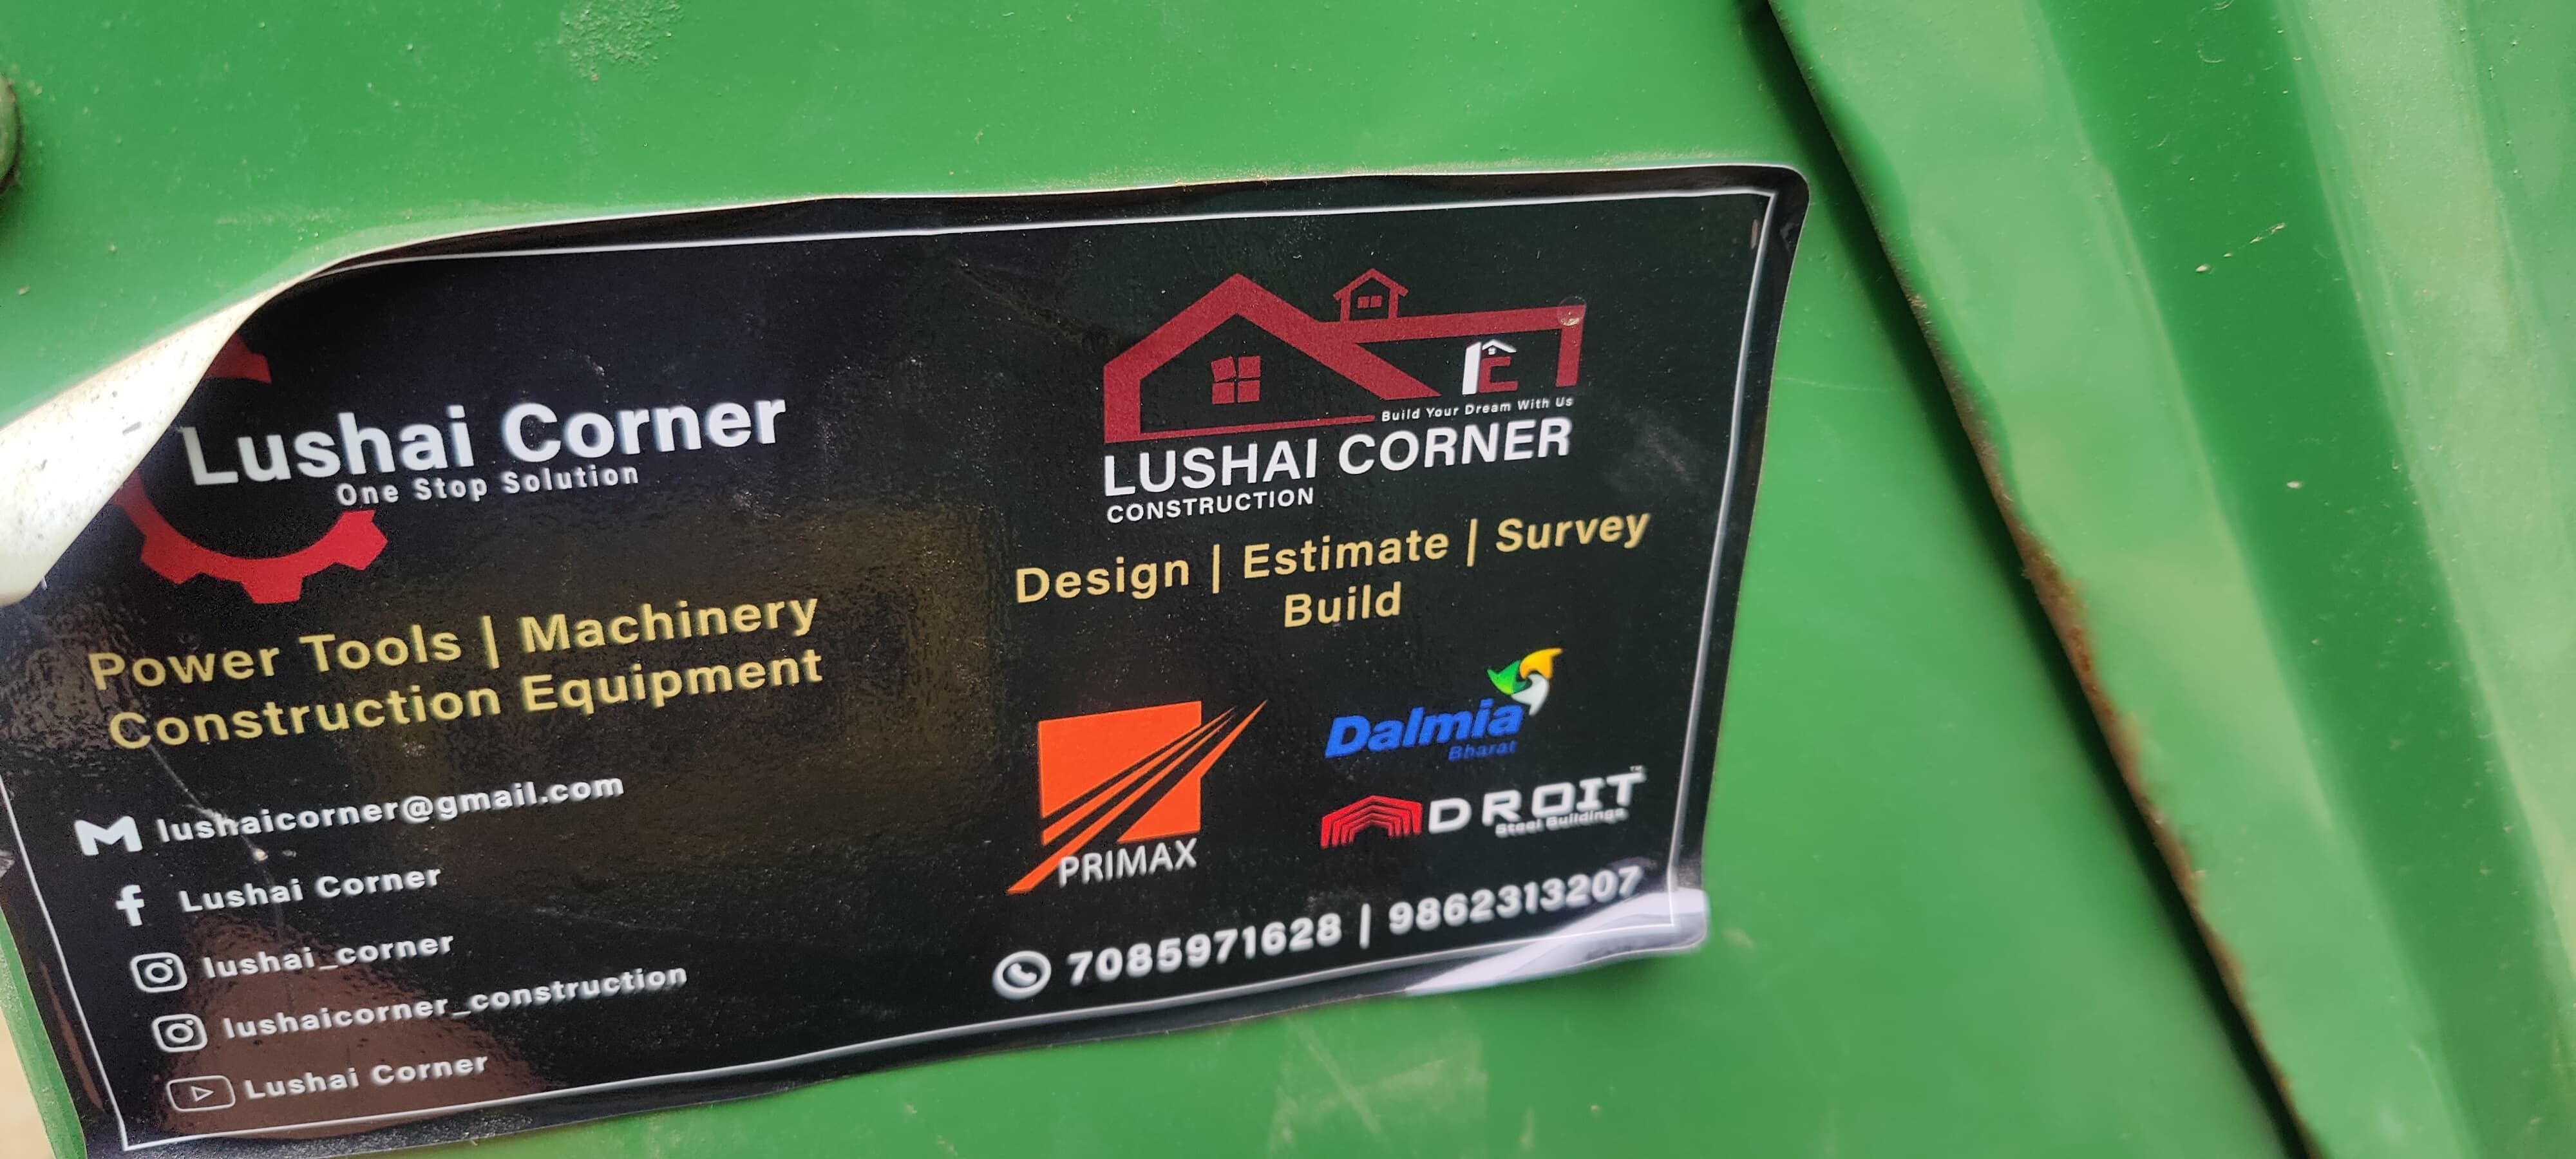 Lushai Corner
One Stop Solution
Power Tools | Machinery
Construction Equipment
lushaicorner@gmail.com
Lushai Corner
lushai_corner
lushaicorner_construction
Lushai Corner
Build Your Dream With Us
LUSHAI CORNER
CONSTRUCTION
Design | Estimate | Survey
Build
PRIMAX
Dalmia
Bharat
DROIT™
Steel Buildings
7085971628 | 9862313207